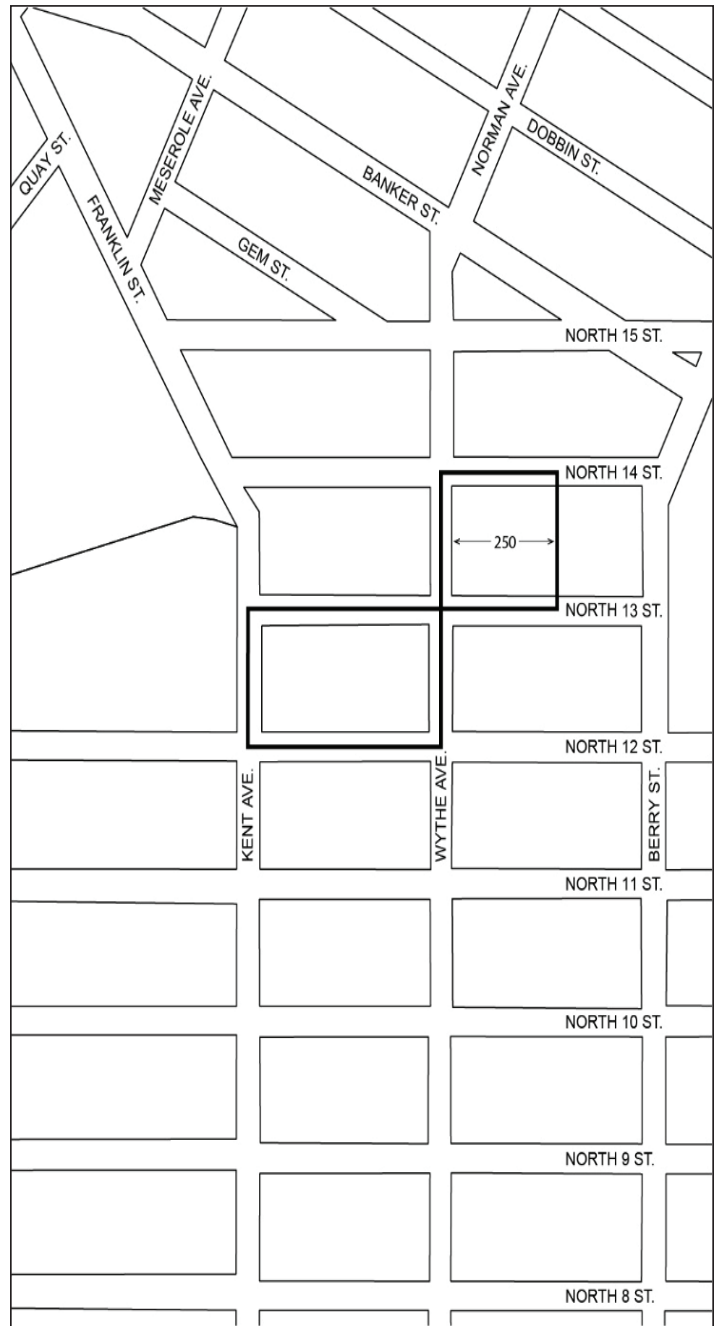 QUAY ST.
MESEROLE AVE.
NORMAN AVE.
DOBBIN ST.
BANKER ST.
FRANKLIN ST.
GEM ST.
NORTH 15 ST.
NORTH 14 ST.
250
NORTH 13 ST.
NORTH 12 ST.
KENT AVE.
WYTHE AVE.
BERRY ST.
NORTH 11 ST.
NORTH 10 ST.
NORTH 9 ST.
NORTH 8 ST.